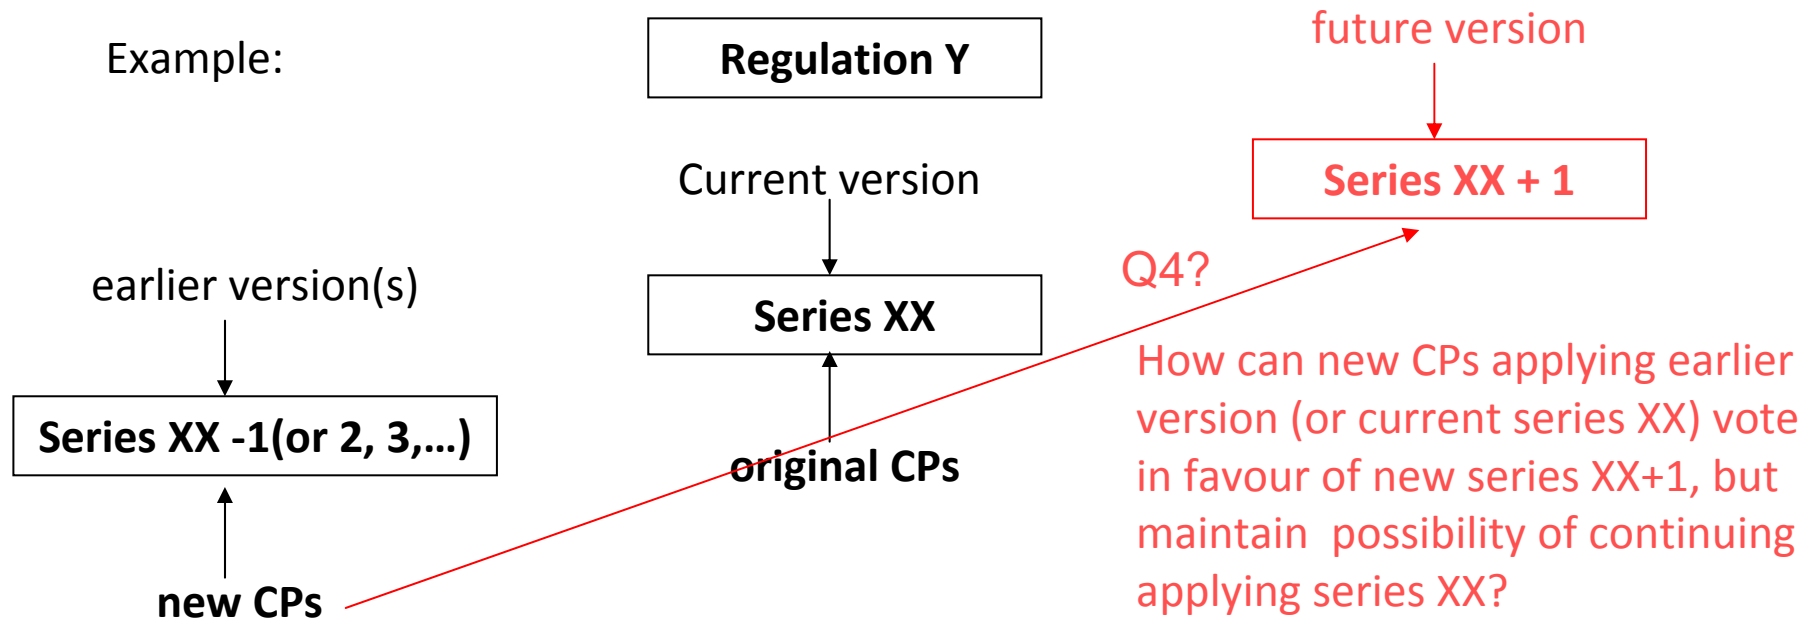 Example:
Regulation Y
future version
Current version
Series XX + 1
earlier version(s)
Q4?
Series XX
Series XX -1(or 2, 3,...)
original CPs
new CPs
How can new CPs applying earlier
version (or current series XX) vote
in favour of new series XX+1, but
maintain  possibility of continuing
applying series XX?